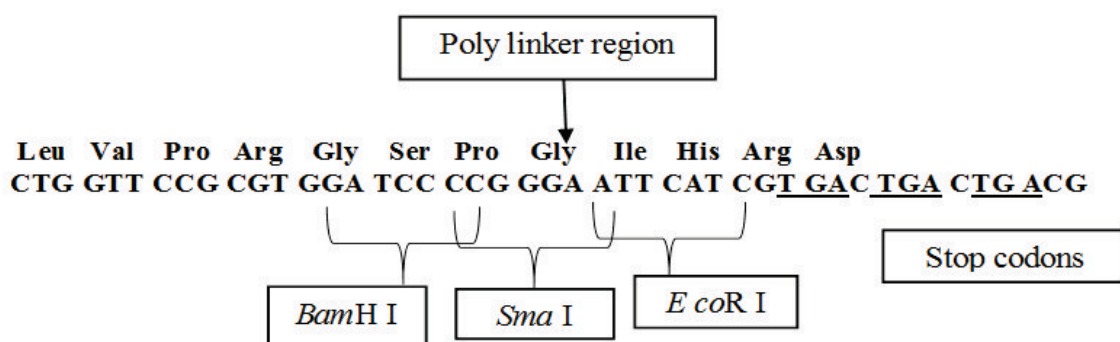 Poly linker region
Leu Val Pro Arg Gly Ser Pro Gly Ile His Arg Asp
CTG GTT CCG CGT GGA TCC CCG GGA ATT CAT CGT GAC TGA CTG ACG
Stop codons
BamH I Sma I E coR I